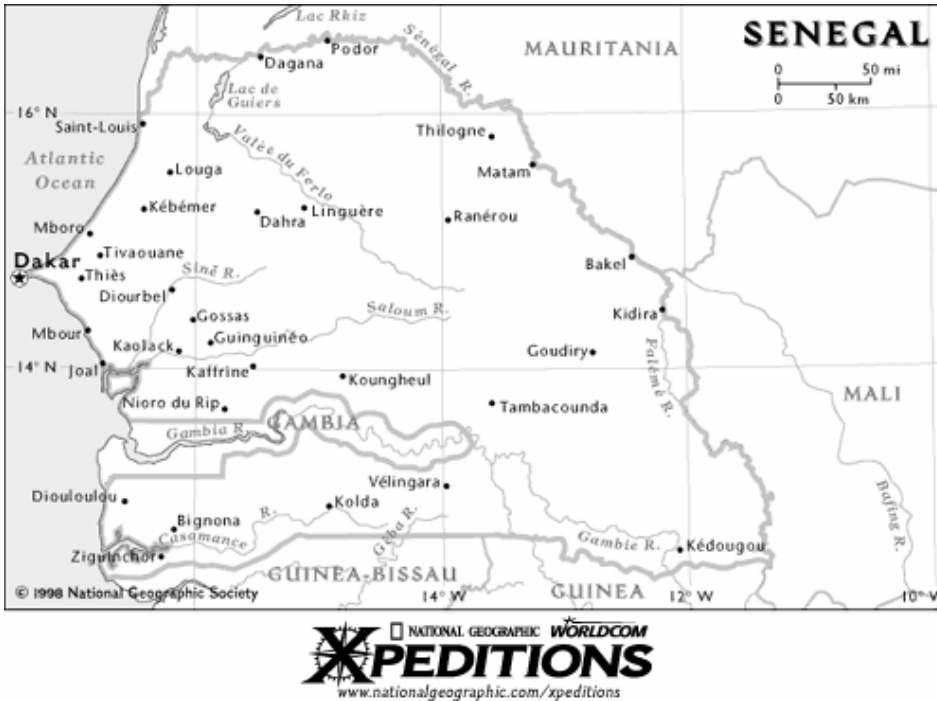 SENEGAL
0 50 mi
0 50 km
Lac Rkiz
Podor
Sénégal R.
MAURITANIA
Dagana
Lac de
Guiers
16° N
Saint-Louis
Thilogne
Vallée du Ferlo
Atlantic
Ocean
Louga
Matam
Kébémer
Dahra
Linguère
Ranérou
Mboro
Tivaouane
Dakar
Thiès
Siné R.
Bakel
Diourbel
Saloum R.
Kidira
Gossas
Mbour
Guinguinéo
Kaolack
Goudiry
14° N
Joal
Kaffrine
Koungheul
Falémé R.
MALI
Nioro du Rip
Tambacounda
GAMBIA
Gambia R.
Vélingara
Diouloulou
Kolda
Bafing R.
Bignona
Casamance R.
Géba R.
Gambie R.
Kédougou
Ziguinchor
GUINEA-BISSAU
GUINEA
© 1998 National Geographic Society
14° W
12° W
10° W
NATIONAL GEOGRAPHIC WORLDCOM
XPEDITIONS
www.nationalgeographic.com/xpeditions